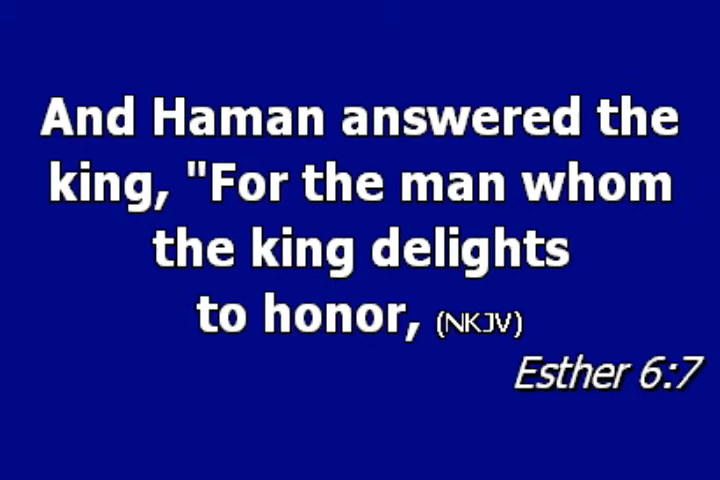 And Haman answered the
king, "For the man whom
the king delights
to honor, (NKJV)
Esther 6:7